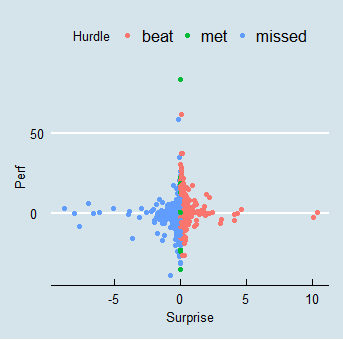 Hurdle beat met missed
50
Perf
0
-5 0 5 10
Surprise